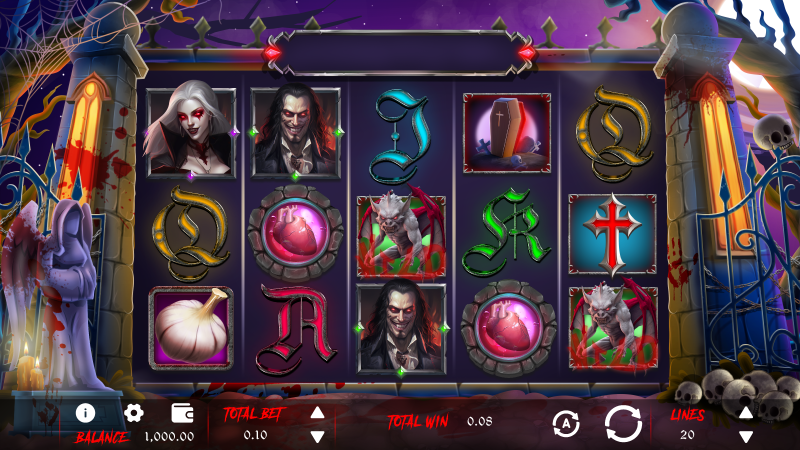 J
Q
Q
K
A
i
A
TOTAL BET
TOTAL WIN
0.08
LINES
BALANCE
1,000.00
0.10
20